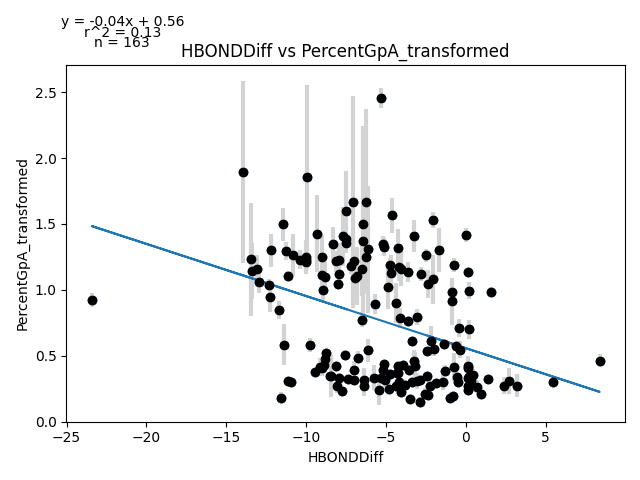 y = -0.04x + 0.56
r^2 = 0.13
n = 163
HBONDDiff vs PercentGpA_transformed
PercentGpA_transformed
2.5
2.0
1.5
1.0
0.5
0.0
−25 −20 −15 −10 −5 0 5
HBONDDiff